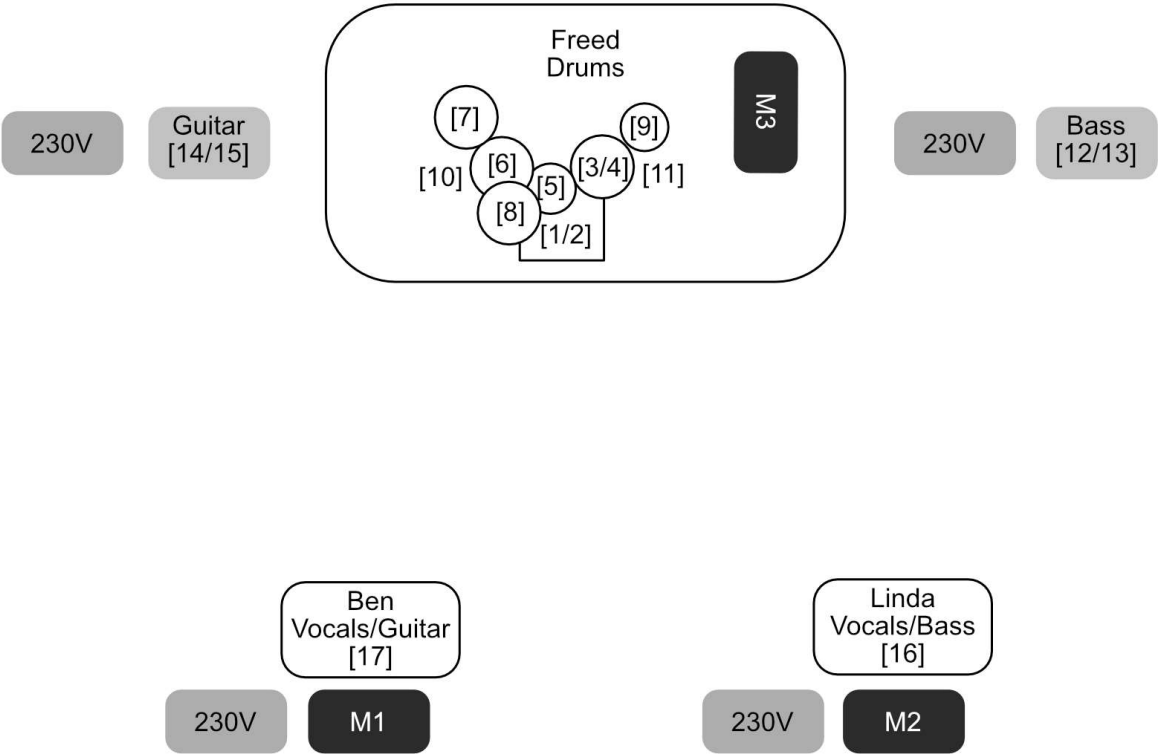 Freed
Drums
M3
[7]
[9]
230V
Guitar
[14/15]
[6]
[3/4]
[10]
[11]
[5]
[8]
[1/2]
230V
Bass
[12/13]
Ben
Vocals/Guitar
[17]
Linda
Vocals/Bass
[16]
230V
M1
230V
M2